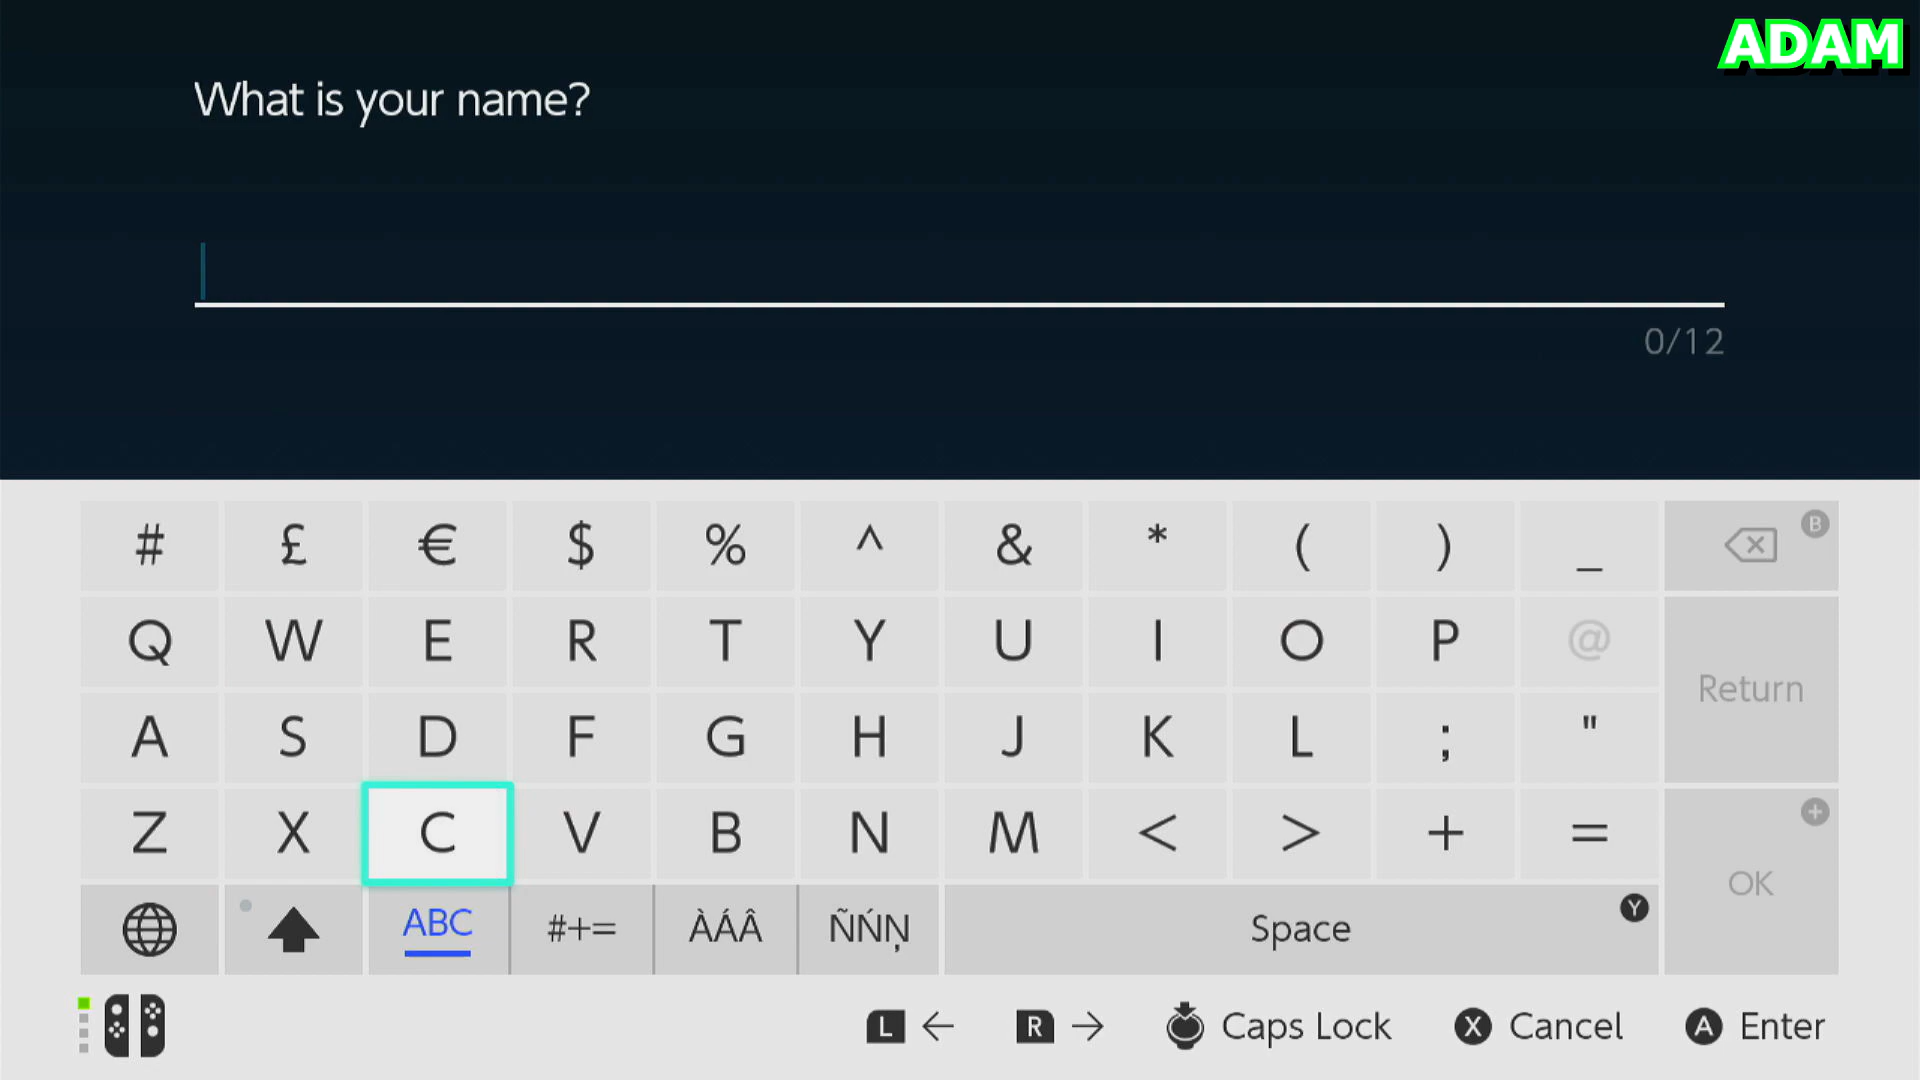 ADAM
What is your name?
0/12
# £ € $ % ^ & * ( ) _ B
Q W E R T Y U I O P @ Return
A S D F G H J K L ; "
Z X C V B N M < > + = OK +
ABC #+= ÀÁÂ ÑŃŅ Space Y
L ← R → Caps Lock X Cancel A Enter